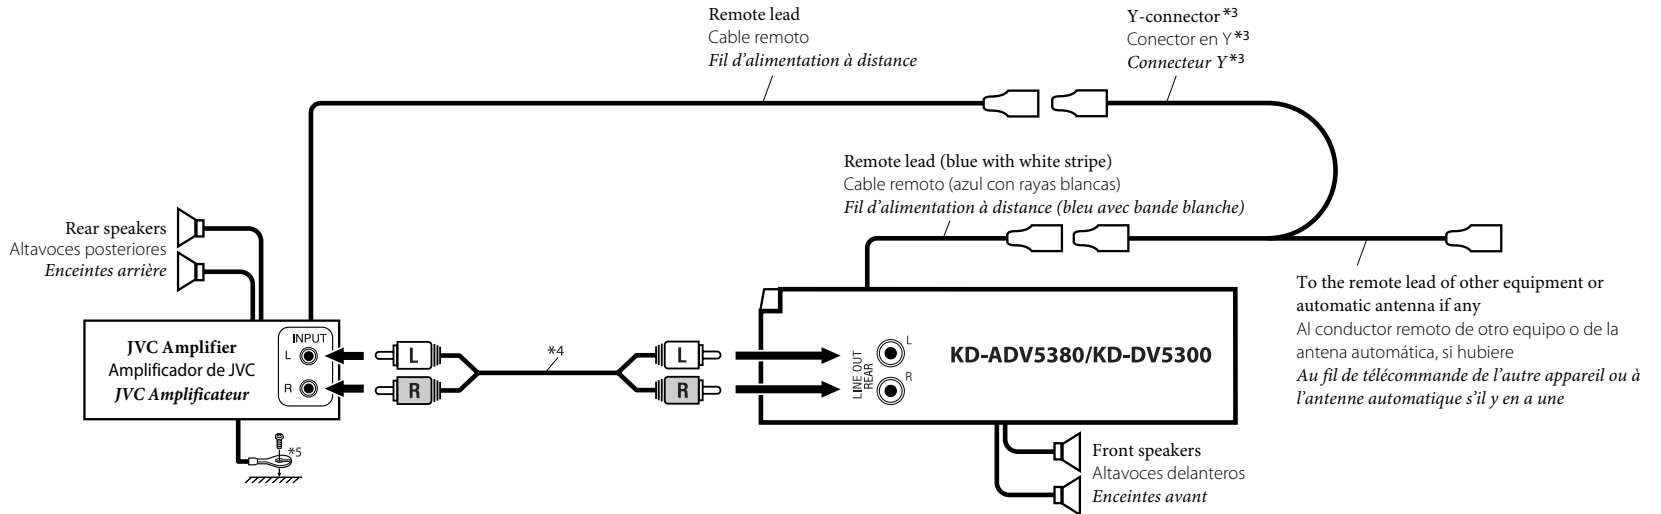 Remote lead
Cable remoto
Fil d’alimentation à distance
Y-connector *3
Conector en Y *3
Connecteur Y *3
Remote lead (blue with white stripe)
Cable remoto (azul con rayas blancas)
Fil d’alimentation à distance (bleu avec bande blanche)
Rear speakers
Altavoces posteriores
Enceintes arrière
To the remote lead of other equipment or
automatic antenna if any
Al conductor remoto de otro equipo o de la
antena automática, si hubiere
Au fil de télécommande de l’autre appareil ou à
l’antenne automatique s’il y en a une
JVC Amplifier
Amplificador de JVC
JVC Amplificateur
INPUT
L
R
L
R
*4
L
R
LINE OUT
REAR
L
R
KD-ADV5380/KD-DV5300
*5
Front speakers
Altavoces delanteros
Enceintes avant